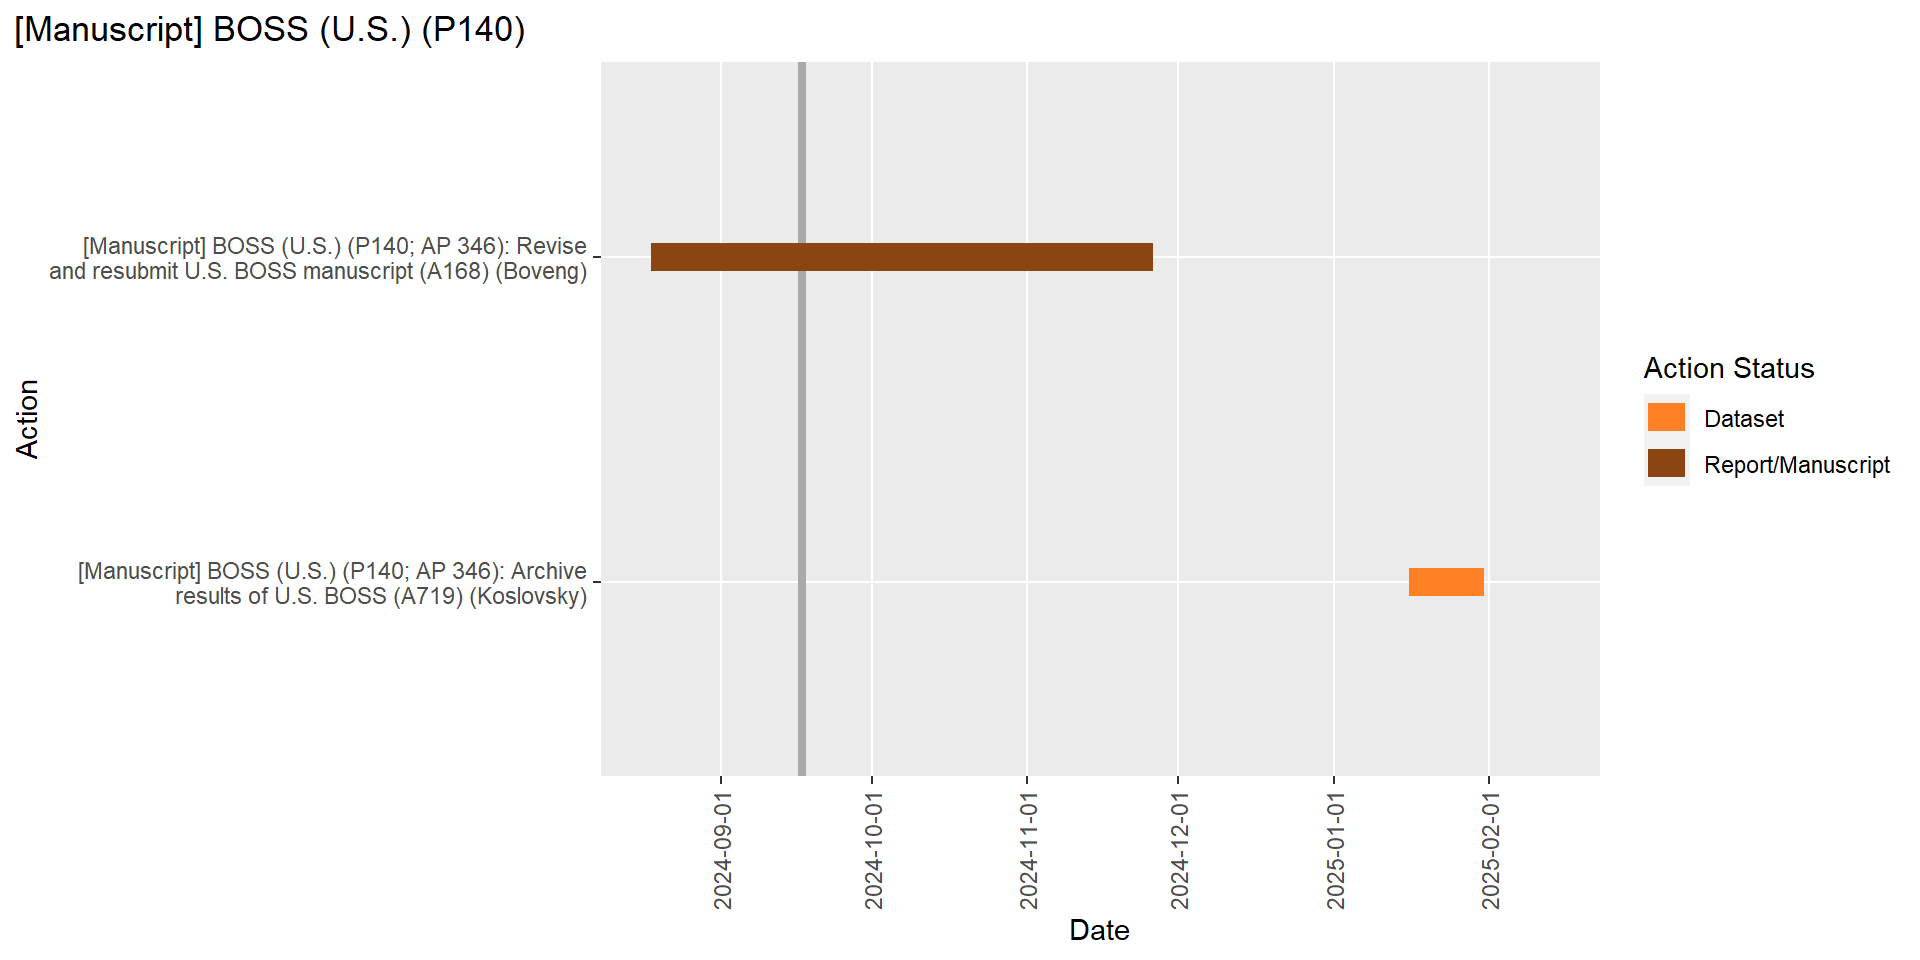 [Manuscript] BOSS (U.S.) (P140)
[Manuscript] BOSS (U.S.) (P140; AP 346): Revise
and resubmit U.S. BOSS manuscript (A168) (Boveng)
[Manuscript] BOSS (U.S.) (P140; AP 346): Archive
results of U.S. BOSS (A719) (Koslovsky)
Action
2024-09-01
2024-10-01
2024-11-01
2024-12-01
2025-01-01
2025-02-01
Date
Action Status
Dataset
Report/Manuscript